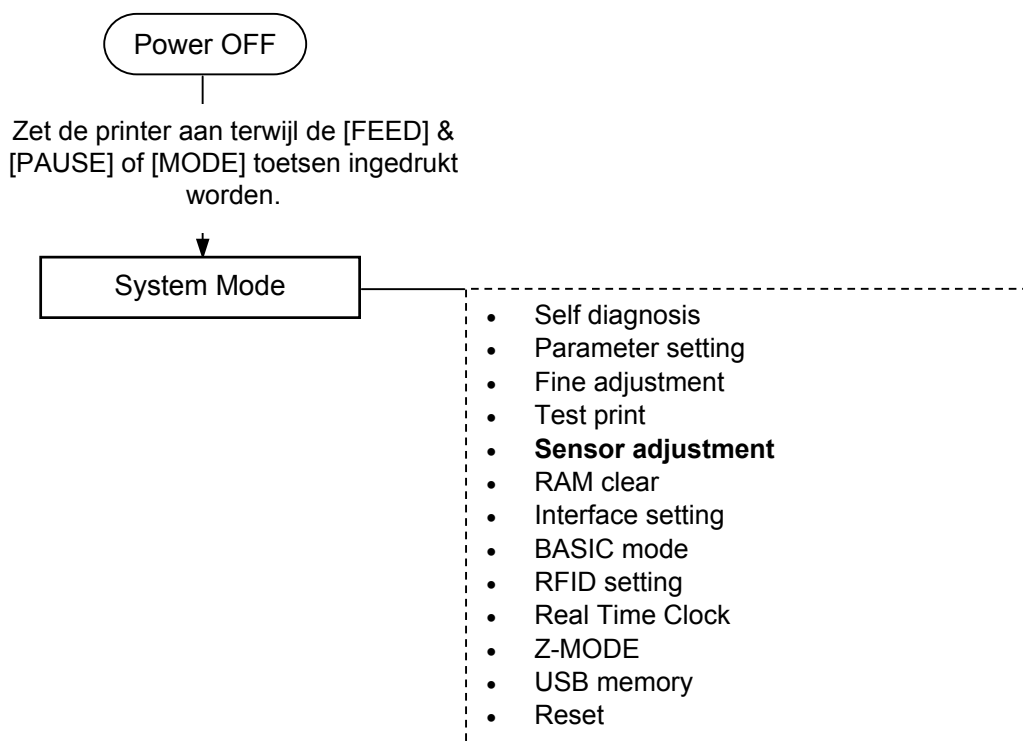 Power OFF
Zet de printer aan terwijl de [FEED] &
[PAUSE] of [MODE] toetsen ingedrukt
worden.
System Mode
• Self diagnosis
• Parameter setting
• Fine adjustment
• Test print
• Sensor adjustment
• RAM clear
• Interface setting
• BASIC mode
• RFID setting
• Real Time Clock
• Z-MODE
• USB memory
• Reset